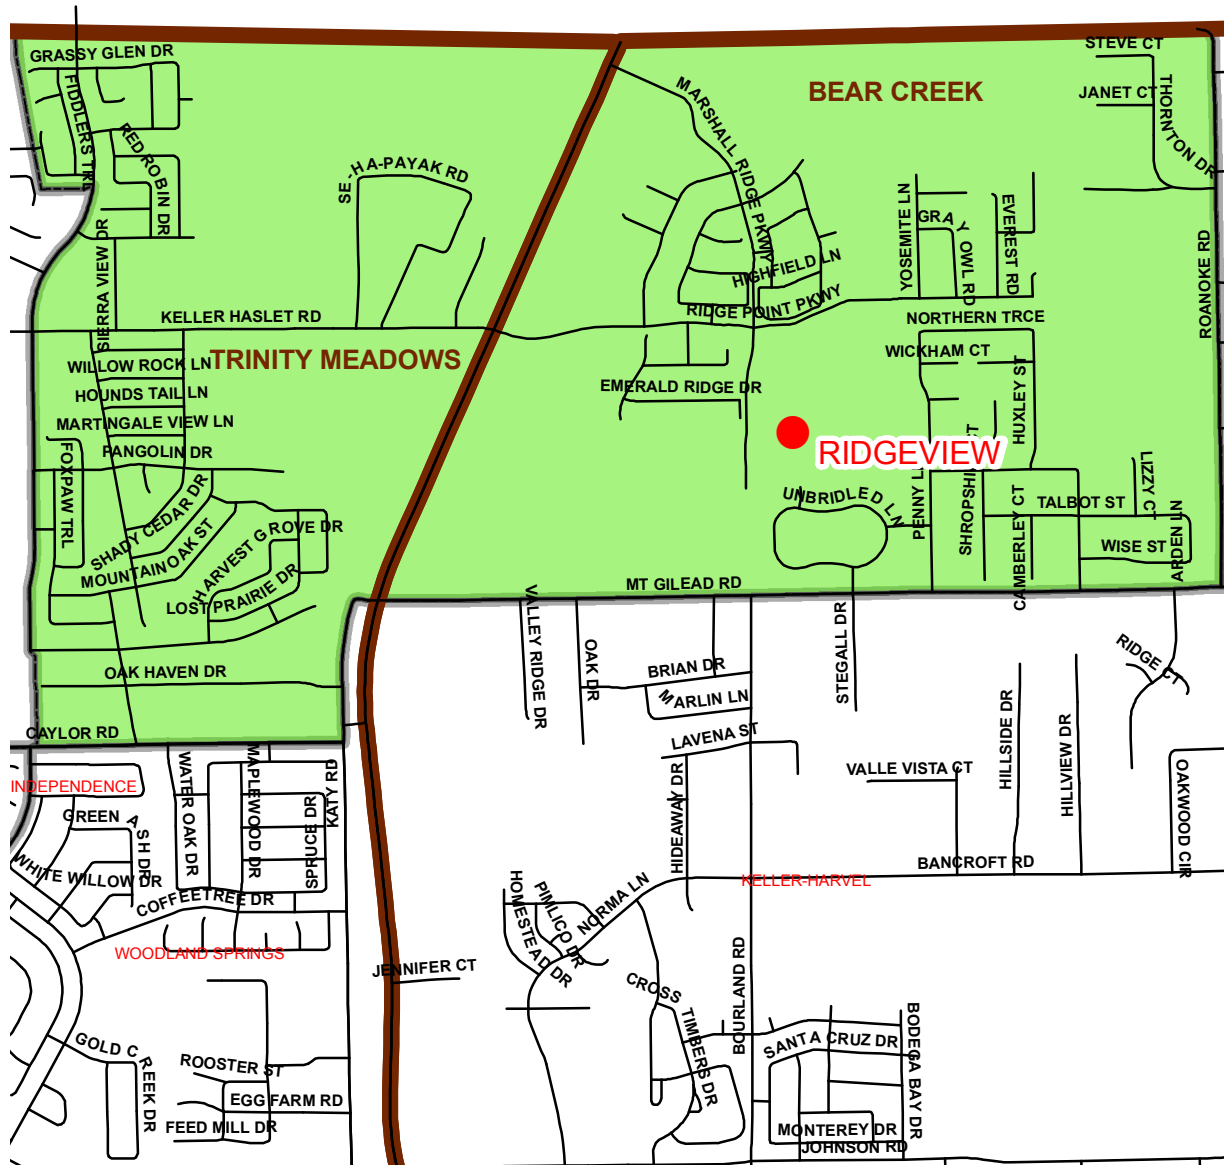 GRASSY GLEN DR
FIDDLERS TRL
RED ROBIN DR
SIERRA VIEW DR
SE-HA-PAYAK RD
MARSHALL RIDGE PKWY
BEAR CREEK
STEVE CT
JANET CT
THORNTON DR
YOSEMITE LN
GRAY OWL RD
EVEREST RD
ROANOKE RD
HIGHFIELD LN
RIDGE POINT PKWY
KELLER HASLET RD
NORTHERN TRCE
TRINITY MEADOWS
WILLOW ROCK LN
WICKHAM CT
HUXLEY ST
HOUNDS TAIL LN
EMERALD RIDGE DR
MARTINGALE VIEW LN
FOXPAW TRL
PANGOLIN DR
RIDGEVIEW
SHADY CEDAR DR
MOUNTAIN OAK ST
HARVEST GROVE DR
LOST PRAIRIE DR
UNBRIDLED LN
PENNY L
SHROPSHI
CT
CAMBERLEY CT
TALBOT ST
LIZZY CT
WISE ST
ARDEN LN
MT GILEAD RD
OAK HAVEN DR
VALLEY RIDGE DR
OAK DR
BRIAN DR
MARLIN LN
STEGALL DR
RIDGE CT
CAYLOR RD
LAVENA ST
HIDEAWAY DR
VALLE VISTA CT
HILLSIDE DR
HILLVIEW DR
OAKWOOD CIR
INDEPENDENCE
WATER OAK DR
MAPLEWOOD DR
SPRUCE DR
KATY RD
GREEN ASH DR
WHITE WILLOW DR
COFFEETREE DR
BANCROFT RD
KELLER-HARVEL
WOODLAND SPRINGS
HOMESTEAD DR
PIMLICO DR
NORMA LN
JENNIFER CT
CROSS TIMBERS DR
BOURLAND RD
SANTA CRUZ DR
BODEGA BAY DR
GOLD CREEK DR
ROOSTER ST
EGG FARM RD
FEED MILL DR
MONTEREY DR
JOHNSON RD